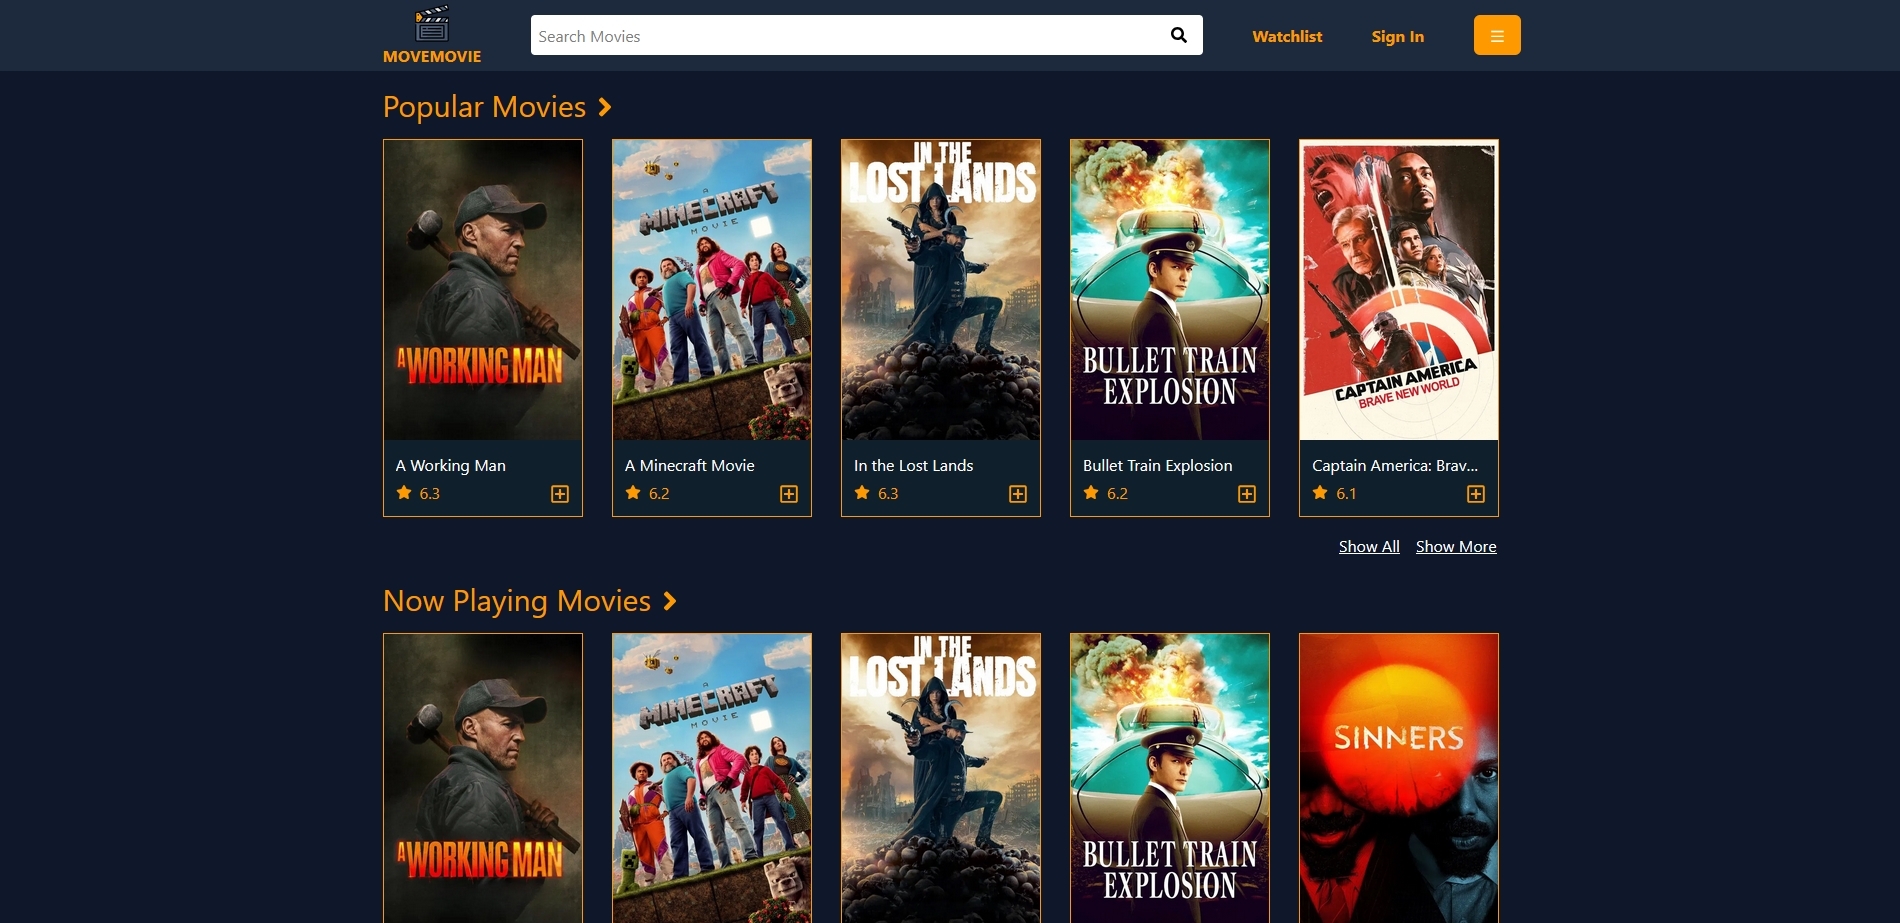 MOVEMOVIE
Search Movies
Watchlist
Sign In
Popular Movies
A WORKING MAN
A MINECRAFT MOVIE
IN THE
LOST LANDS
BULLET TRAIN
EXPLOSION
CAPTAIN AMERICA
BRAVE NEW WORLD
A Working Man
6.3
A Minecraft Movie
6.2
In the Lost Lands
6.3
Bullet Train Explosion
6.2
Captain America: Brav...
6.1
Show All
Show More
Now Playing Movies
A WORKING MAN
A MINECRAFT MOVIE
IN THE
LOST LANDS
BULLET TRAIN
EXPLOSION
SINNERS